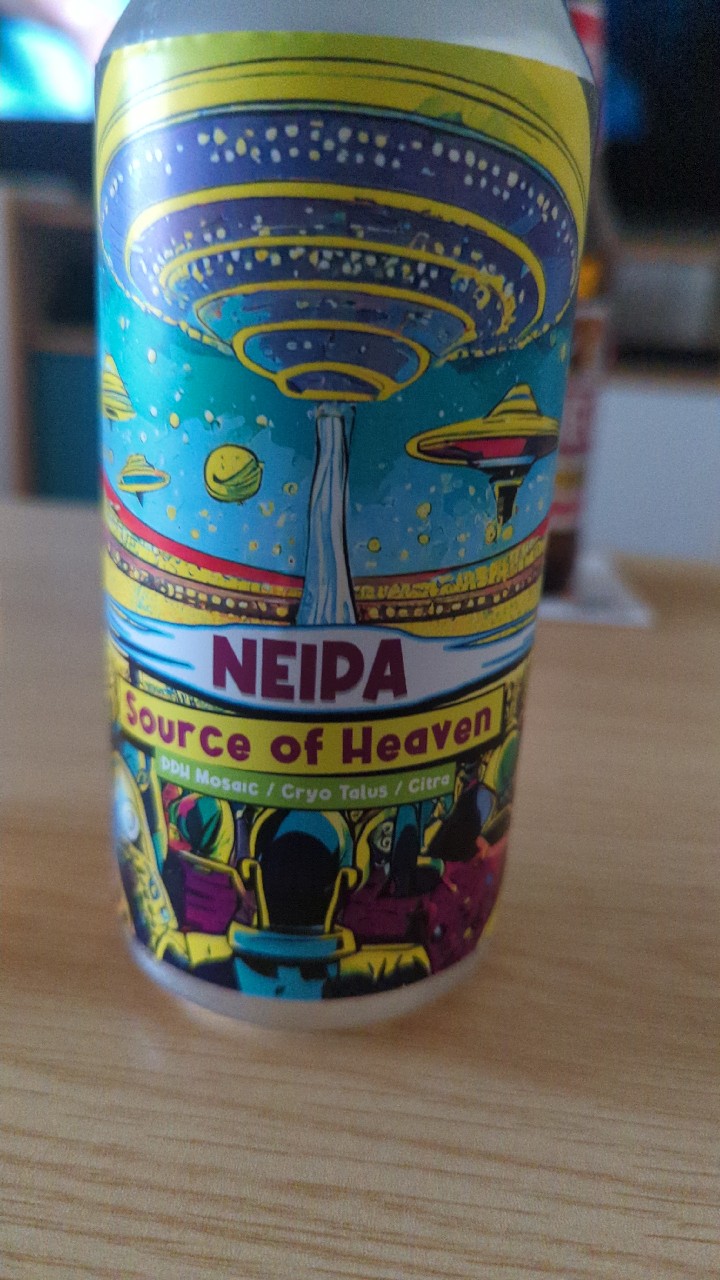 NEIPA
Source of Heaven
DDH Mosaic / Cryo Talus / Citra